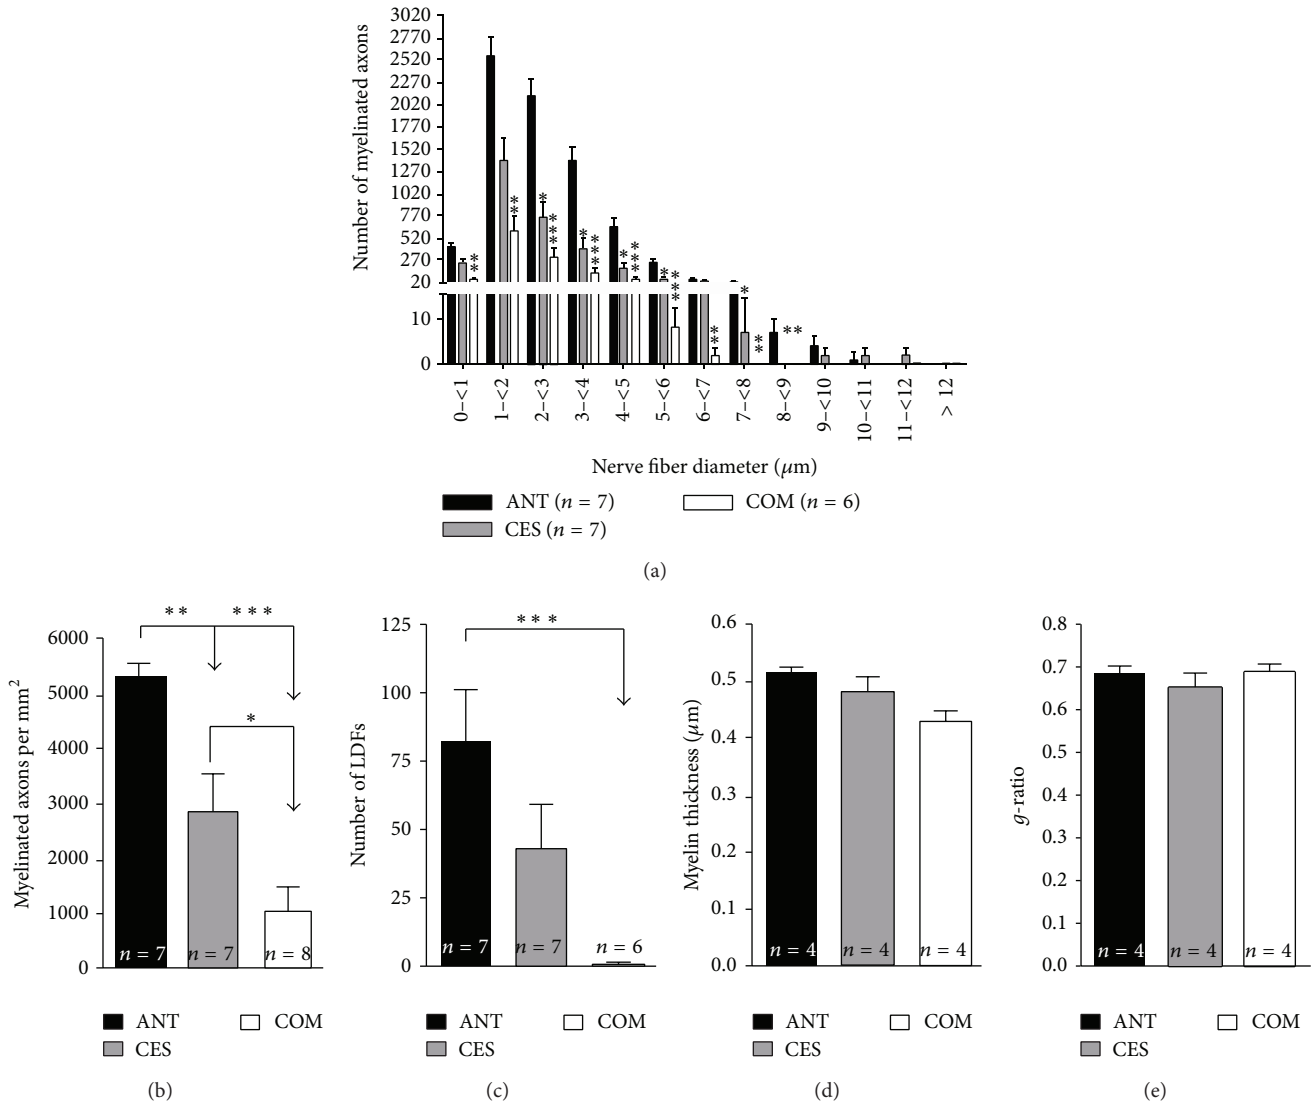 Number of myelinated axons
3020
2770
2520
2270
2020
1770
1520
1270
1020
770
520
270
20
10
0
**
**
*
***
*
***
*
***
*
***
**
*
**
**
0–<1
1–<2
2–<3
3–<4
4–<5
5–<6
6–<7
7–<8
8–<9
9–<10
10–<11
11–<12
> 12
Nerve fiber diameter (μm)
ANT (n = 7)
COM (n = 6)
CES (n = 7)
(a)
Myelinated axons per mm²
6000
5000
4000
3000
2000
1000
0
** ***
*
n = 7
n = 7
n = 8
ANT
COM
CES
(b)
Number of LDFs
125
100
75
50
25
0
***
n = 7
n = 7
n = 6
ANT
COM
CES
(c)
Myelin thickness (μm)
0.6
0.5
0.4
0.3
0.2
0.1
0.0
n = 4
n = 4
n = 4
ANT
COM
CES
(d)
g-ratio
0.8
0.7
0.6
0.5
0.4
0.3
0.2
0.1
0.0
n = 4
n = 4
n = 4
ANT
COM
CES
(e)